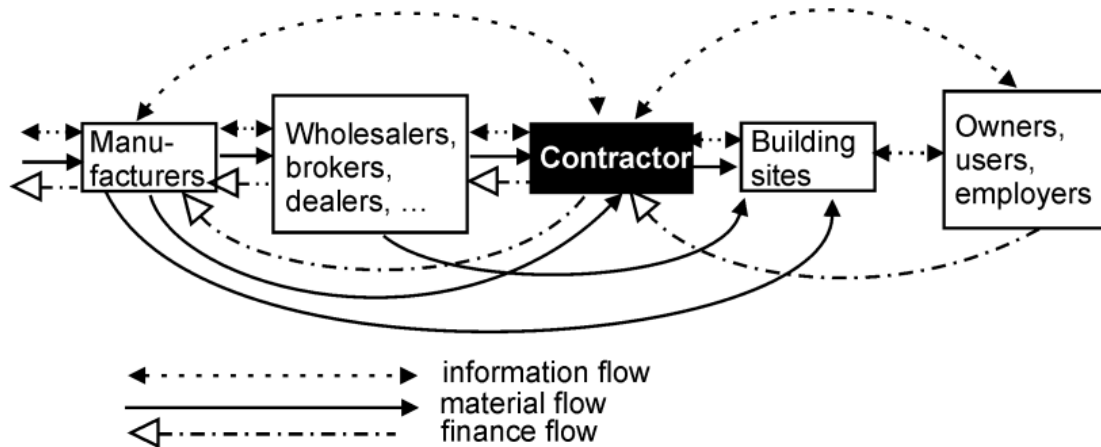 Manu-
facturers
Wholesalers,
brokers,
dealers, ...
Contractor
Building
sites
Owners,
users,
employers
information flow
material flow
finance flow